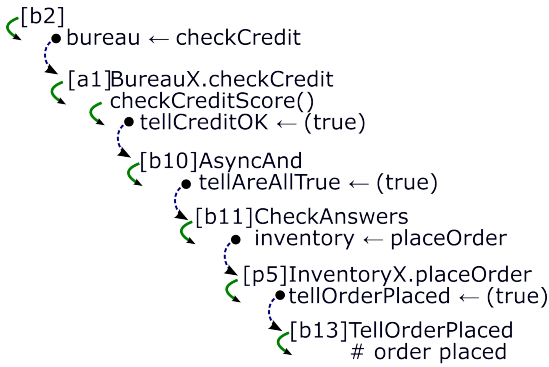 [b2]
bureau ← checkCredit
[a1]BureauX.checkCredit
checkCreditScore()
tellCreditOK ← (true)
[b10]AsyncAnd
tellAreAllTrue ← (true)
[b11]CheckAnswers
inventory ← placeOrder
[p5]InventoryX.placeOrder
tellOrderPlaced ← (true)
[b13]TellOrderPlaced
# order placed